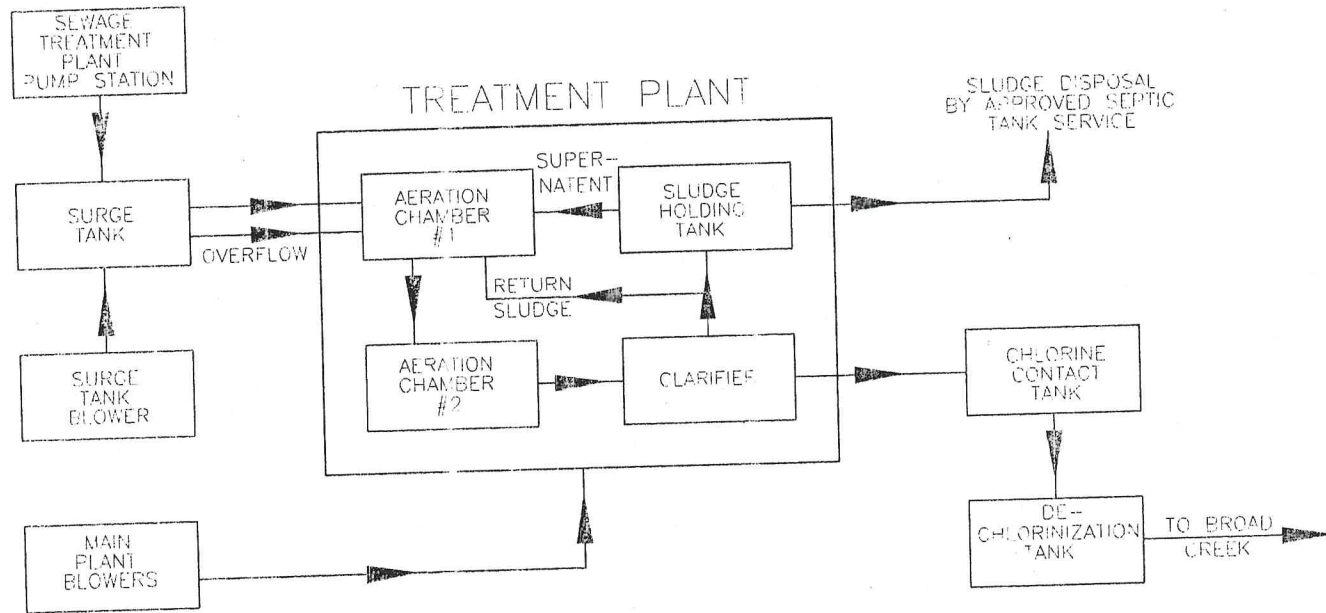 SEWAGE
TREATMENT
PLANT
PUMP STATION
TREATMENT PLANT
SLUDGE DISPOSAL
BY APPROVED SEPTIC
TANK SERVICE
SURGE
TANK
OVERFLOW
AERATION
CHAMBER
#1
SUPER-
NATENT
SLUDGE
HOLDING
TANK
RETURN
SLUDGE
SURGE
TANK
BLOWER
AERATION
CHAMBER
#2
CLARIFIER
CHLORINE
CONTACT
TANK
MAIN
PLANT
BLOWERS
DE-
CHLORINIZATION
TANK
TO BROAD
CREEK